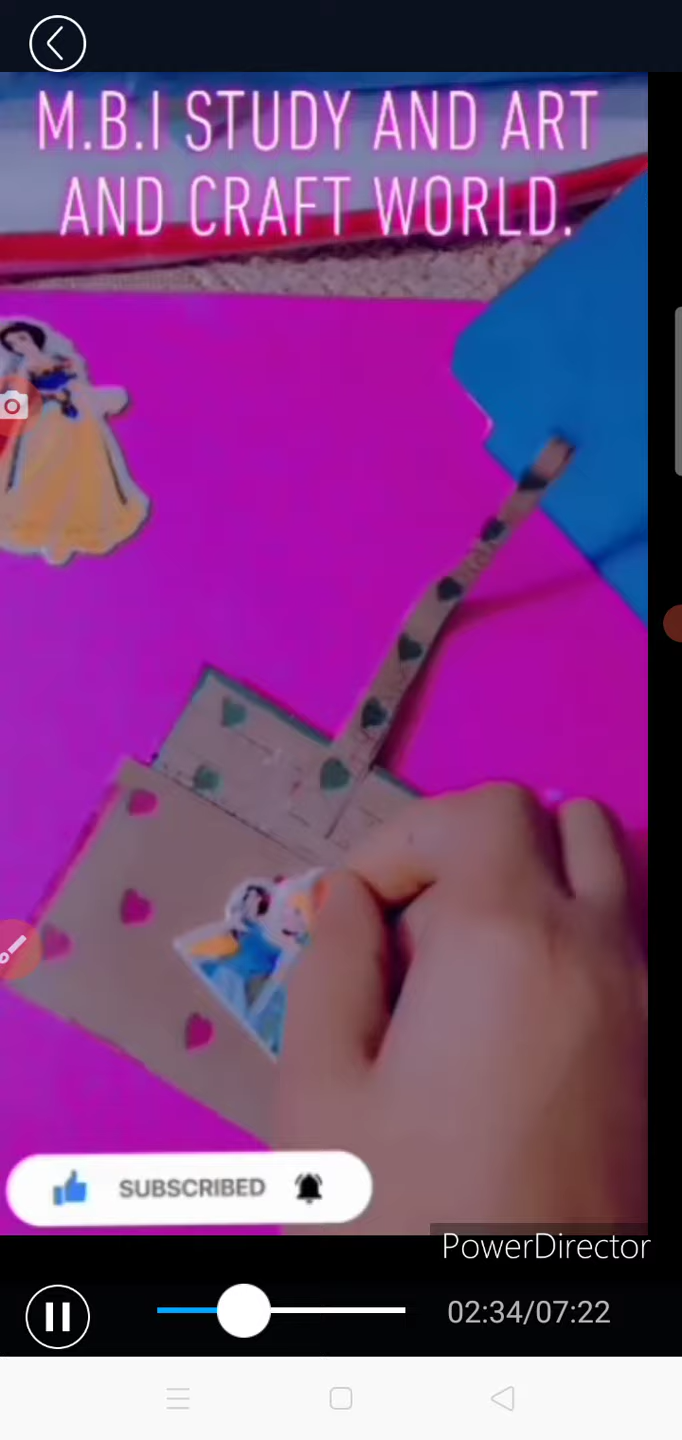 M.B.I STUDY AND ART
AND CRAFT WORLD.
SUBSCRIBED
PowerDirector
02:34/07:22